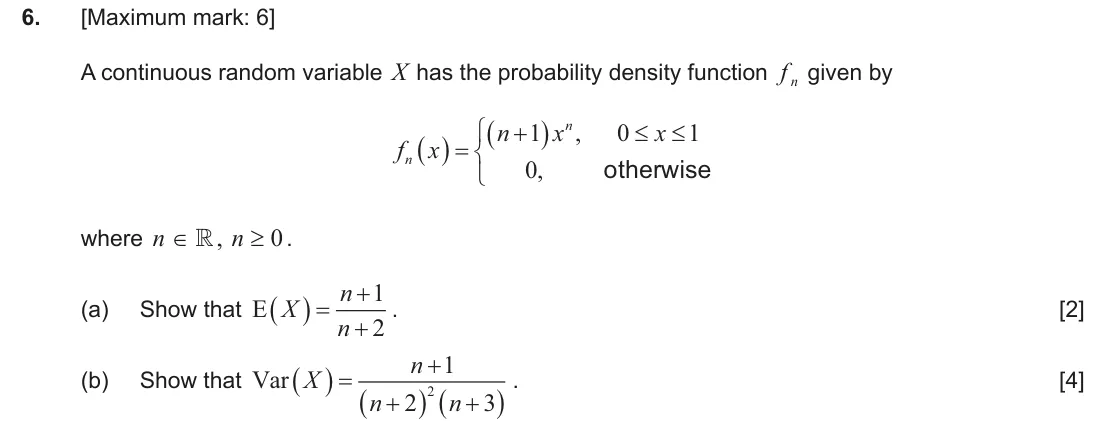 6. [Maximum mark: 6]
A continuous random variable X has the probability density function fₙ given by
fₙ(x) = { (n+1)xⁿ, 0 ≤ x ≤ 1
0, otherwise
where n ∈ ℝ, n ≥ 0.
(a) Show that E(X) = (n+1)/(n+2). [2]
(b) Show that Var(X) = (n+1)/((n+2)²(n+3)). [4]